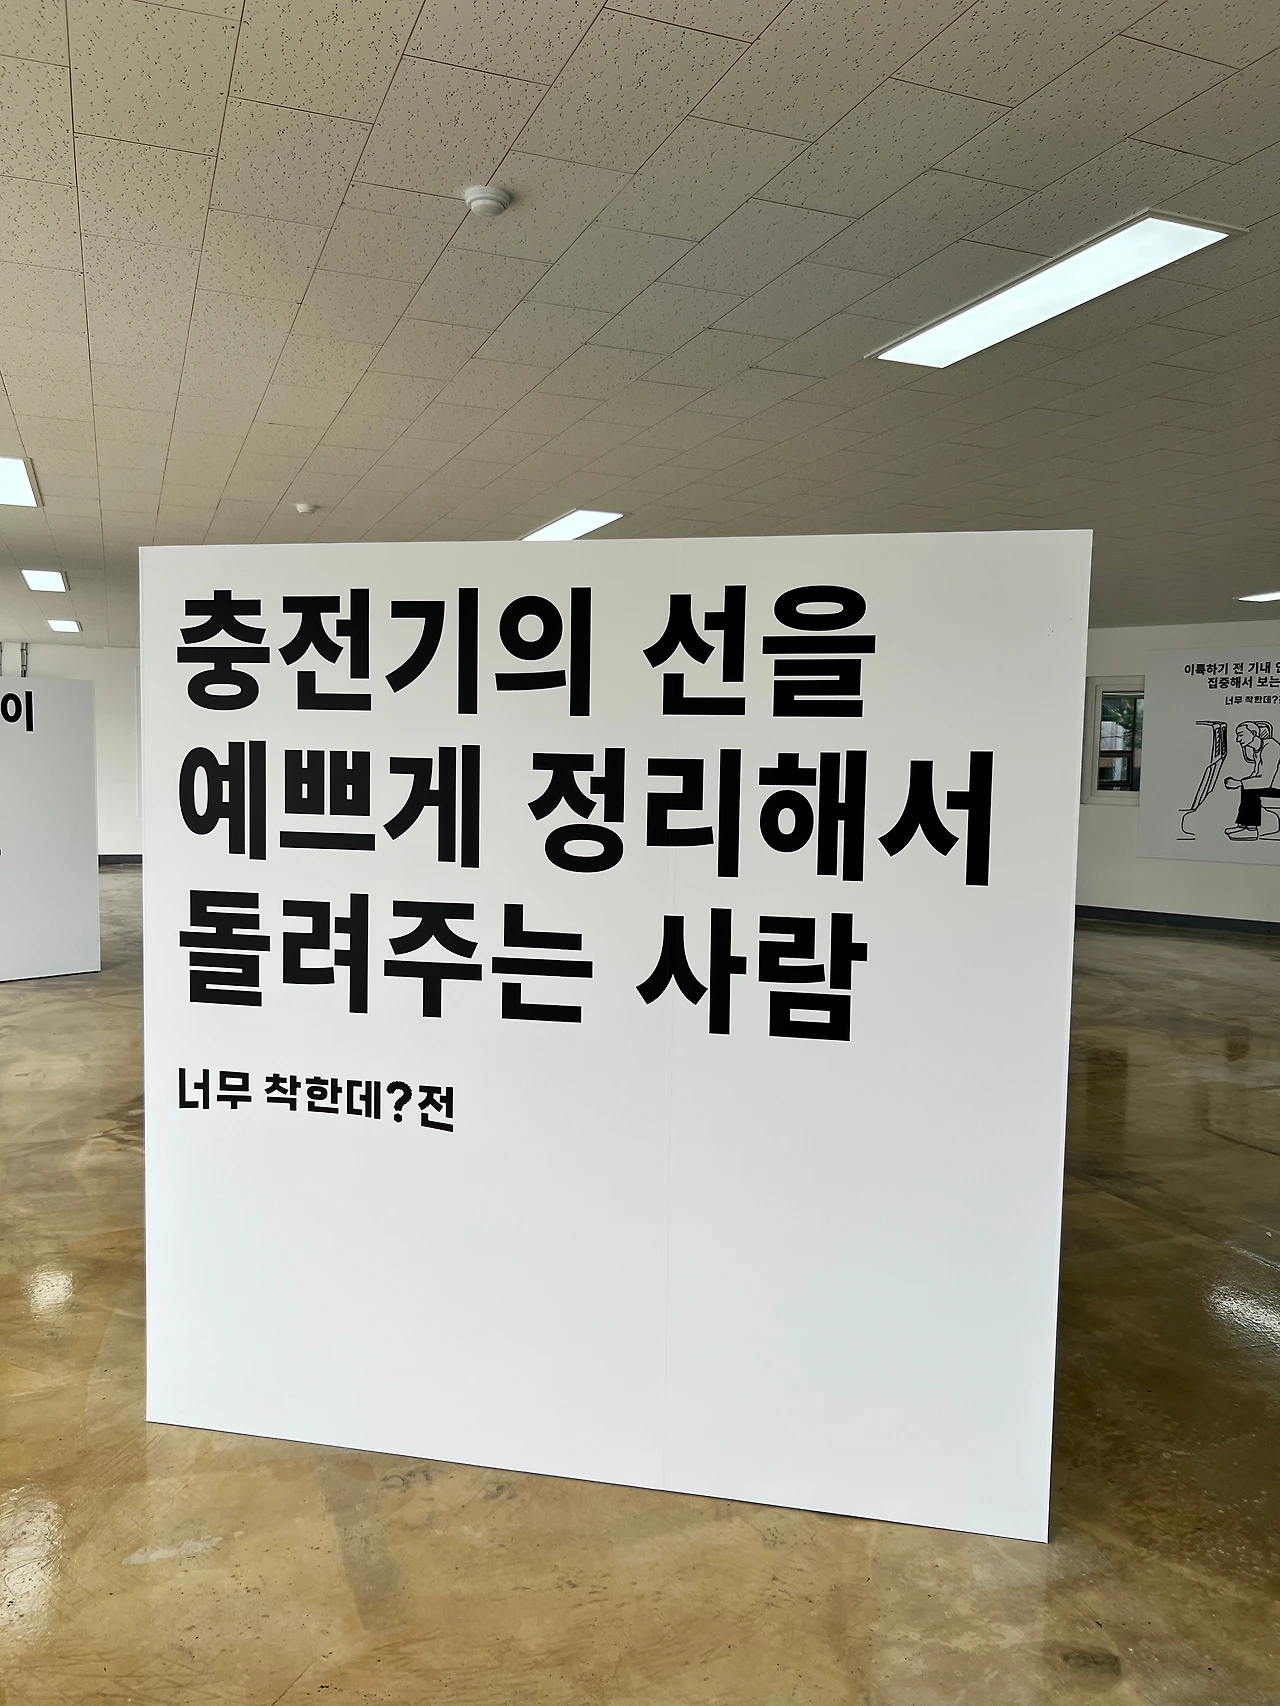 충전기의 선을
예쁘게 정리해서
돌려주는 사람
너무 착한데?전
이
이륙하기 전 기내
집중해서 보는
너무 착한데?전